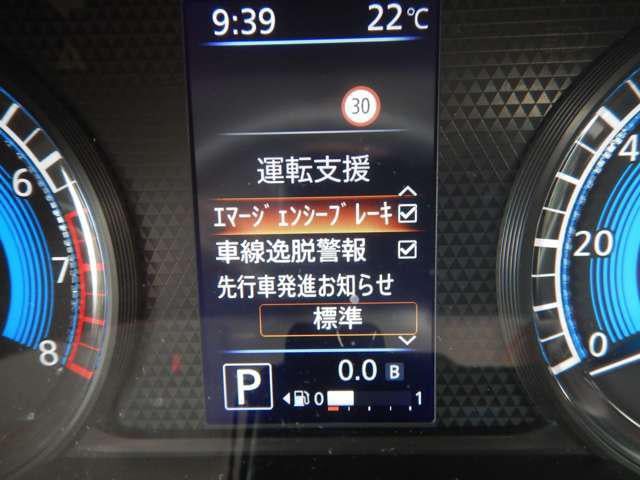 9:39 22℃
30
運転支援
ｴﾏｰｼﾞｪﾝｼｰﾌﾞﾚｰｷ
車線逸脱警報
先行車発進お知らせ
標準
P 0.0 B
0 1
6
7
8
4
20
0